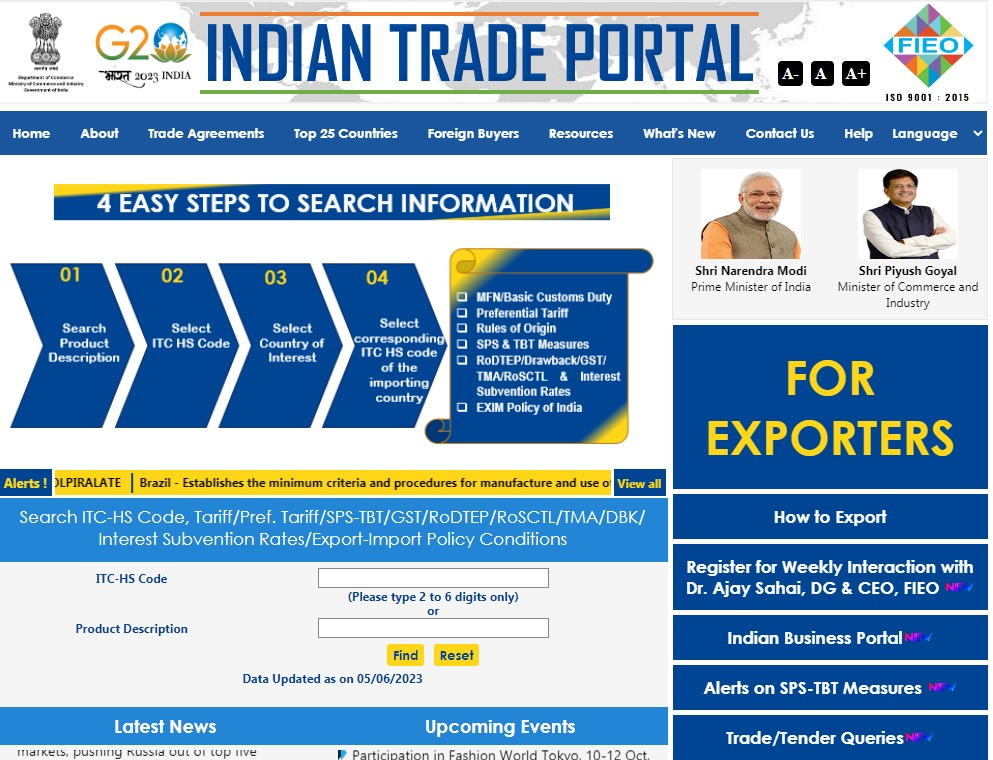 सत्यमेव जयते
Department of Commerce
Ministry of Commerce and Industry
Government of India
G20
भारत 2023 INDIA
INDIAN TRADE PORTAL
A- A A+
FIEO
ISO 9001 : 2015
Home About Trade Agreements Top 25 Countries Foreign Buyers Resources What's New Contact Us Help Language
4 EASY STEPS TO SEARCH INFORMATION
01
Search
Product
Description
02
Select
ITC HS Code
03
Select
Country of
Interest
04
Select
corresponding
ITC HS code
of the
importing
country
MFN/Basic Customs Duty
Preferential Tariff
Rules of Origin
SPS & TBT Measures
RoDTEP/Drawback/GST/
TMA/RoSCTL & Interest
Subvention Rates
EXIM Policy of India
Shri Narendra Modi
Prime Minister of India
Shri Piyush Goyal
Minister of Commerce and
Industry
FOR
EXPORTERS
How to Export
Register for Weekly Interaction with
Dr. Ajay Sahai, DG & CEO, FIEO NEW
Indian Business Portal NEW
Alerts on SPS-TBT Measures NEW
Trade/Tender Queries NEW
Alerts ! OLPIRALATE | Brazil - Establishes the minimum criteria and procedures for manufacture and use of View all
Search ITC-HS Code, Tariff/Pref. Tariff/SPS-TBT/GST/RoDTEP/RoSCTL/TMA/DBK/
Interest Subvention Rates/Export-Import Policy Conditions
ITC-HS Code
(Please type 2 to 6 digits only)
or
Product Description
Find Reset
Data Updated as on 05/06/2023
Latest News
markets, pushing Russia out of top five
Upcoming Events
Participation in Fashion World Tokyo, 10-12 Oct,